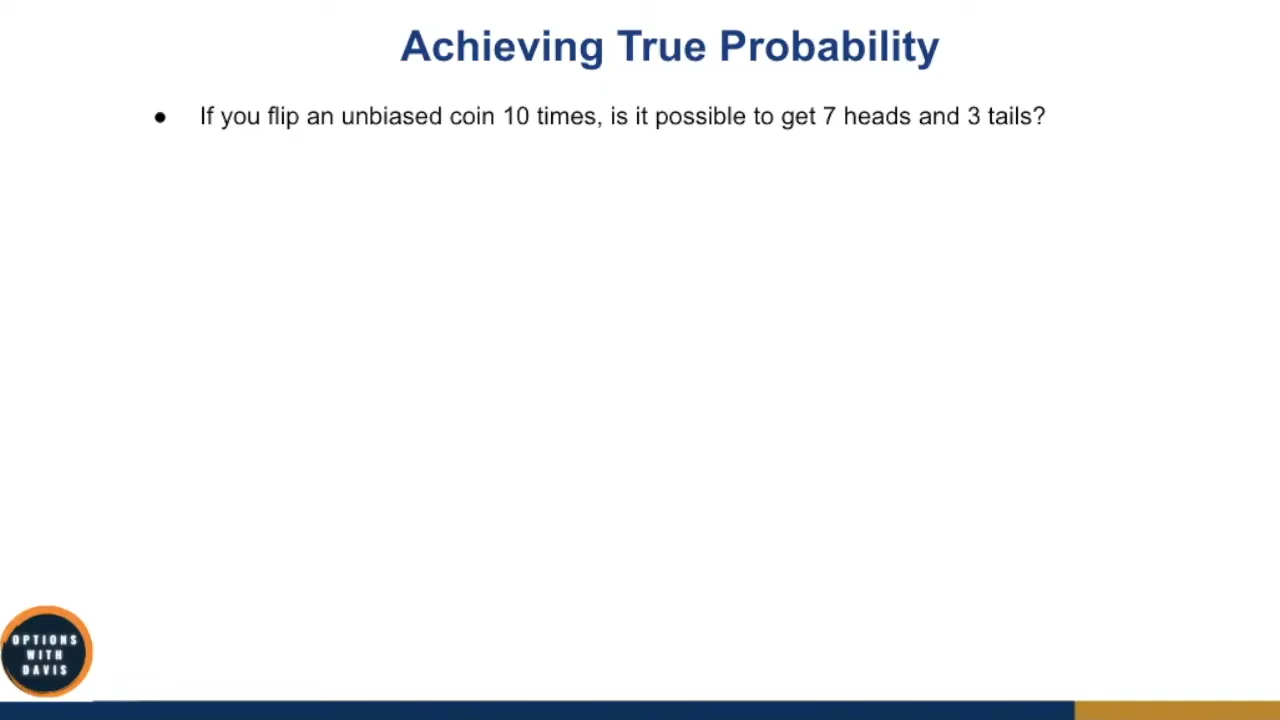 Achieving True Probability
● If you flip an unbiased coin 10 times, is it possible to get 7 heads and 3 tails?
OPTIONS
WITH
DAVIS